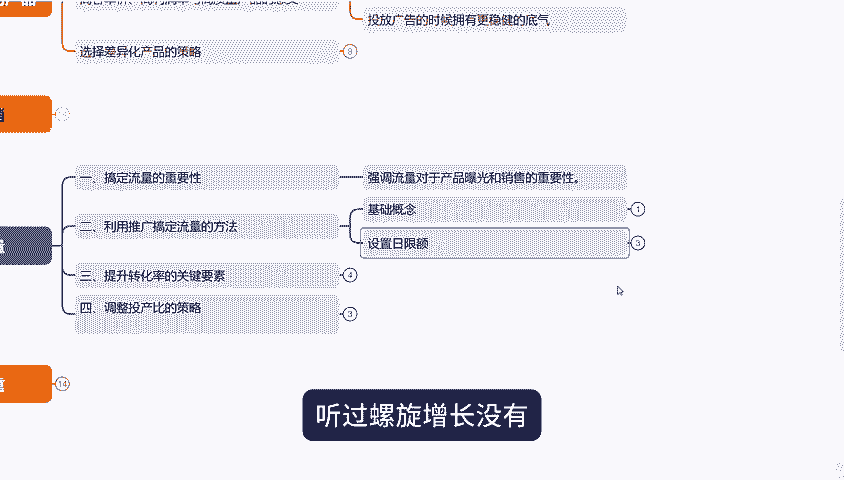 投放广告的时候拥有更稳健的底气
选择差异化产品的策略
8
一、搞定流量的重要性
强调流量对于产品曝光和销售的重要性。
二、利用推广搞定流量的方法
基础概念
1
设置日限额
3
三、提升转化率的关键要素
4
四、调整投产比的策略
3
14
听过螺旋增长没有